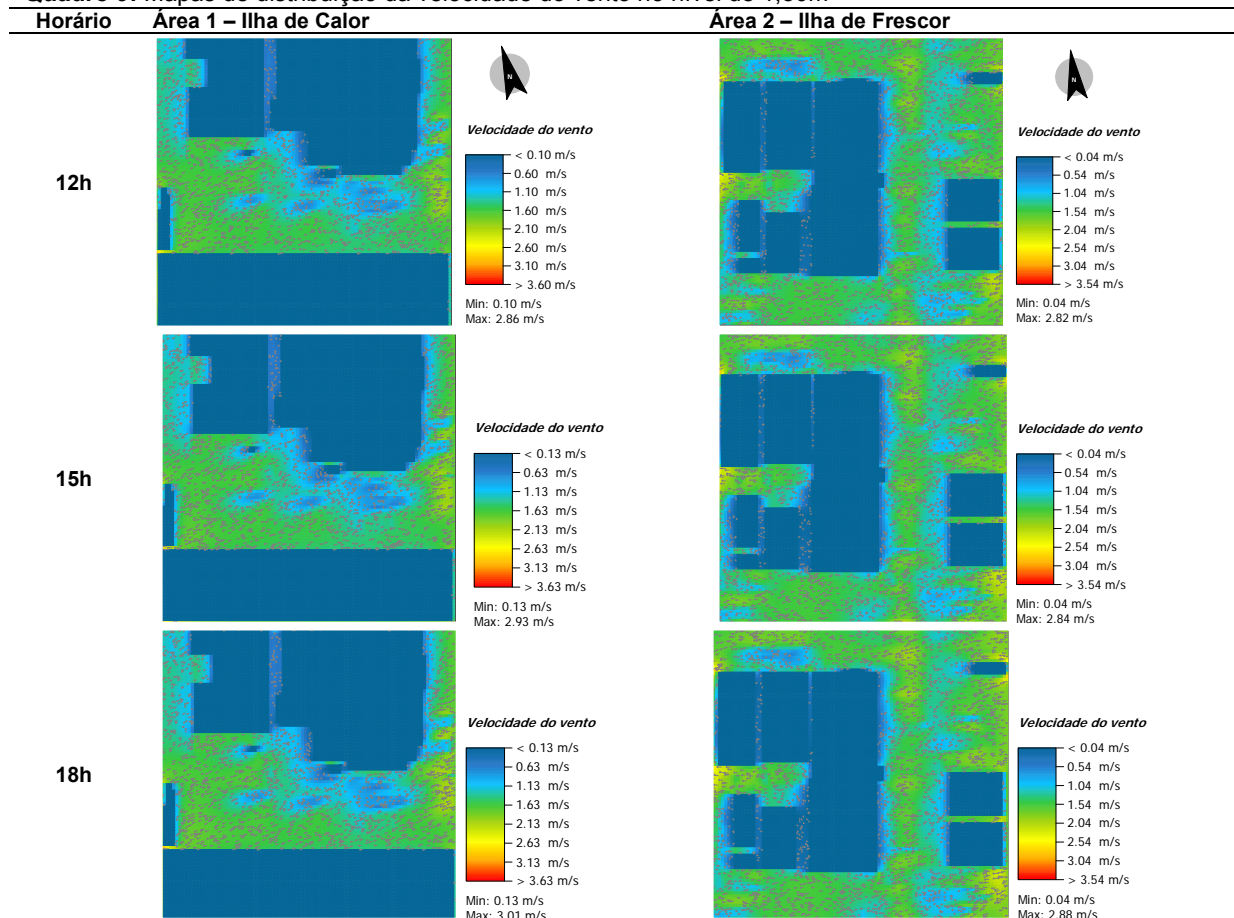 Horário Área 1 – Ilha de Calor Área 2 – Ilha de Frescor
12h
N
Velocidade do vento
< 0.10 m/s
0.60 m/s
1.10 m/s
1.60 m/s
2.10 m/s
2.60 m/s
3.10 m/s
> 3.60 m/s
Min: 0.10 m/s
Max: 2.86 m/s
N
Velocidade do vento
< 0.04 m/s
0.54 m/s
1.04 m/s
1.54 m/s
2.04 m/s
2.54 m/s
3.04 m/s
> 3.54 m/s
Min: 0.04 m/s
Max: 2.82 m/s
15h
Velocidade do vento
< 0.13 m/s
0.63 m/s
1.13 m/s
1.63 m/s
2.13 m/s
2.63 m/s
3.13 m/s
> 3.63 m/s
Min: 0.13 m/s
Max: 2.93 m/s
Velocidade do vento
< 0.04 m/s
0.54 m/s
1.04 m/s
1.54 m/s
2.04 m/s
2.54 m/s
3.04 m/s
> 3.54 m/s
Min: 0.04 m/s
Max: 2.84 m/s
18h
Velocidade do vento
< 0.13 m/s
0.63 m/s
1.13 m/s
1.63 m/s
2.13 m/s
2.63 m/s
3.13 m/s
> 3.63 m/s
Min: 0.13 m/s
Max: 3.01 m/s
Velocidade do vento
< 0.04 m/s
0.54 m/s
1.04 m/s
1.54 m/s
2.04 m/s
2.54 m/s
3.04 m/s
> 3.54 m/s
Min: 0.04 m/s
Max: 2.88 m/s